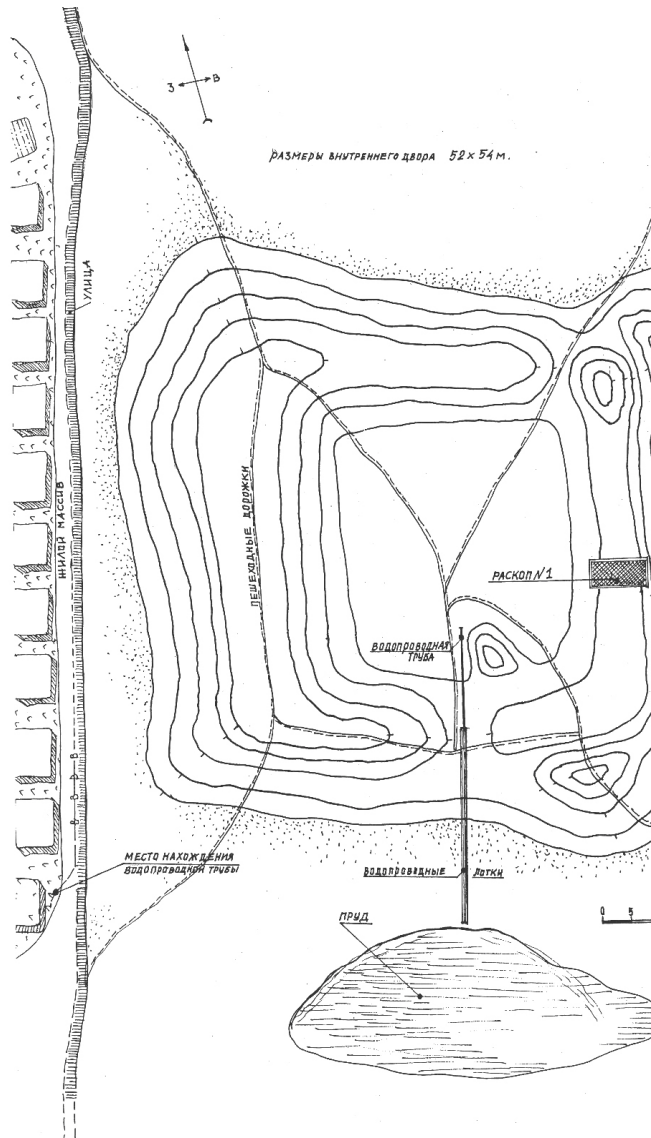 З В
РАЗМЕРЫ ВНУТРЕННЕГО ДВОРА 52×54 м.
УЛИЦА
ЖИЛОЙ МАССИВ
ПЕШЕХОДНЫЕ ДОРОЖКИ
РАСКОП N1
ВОДОПРОВОДНАЯ
ТРУБА
МЕСТО НАХОЖДЕНИЯ
ВОДОПРОВОДНОЙ ТРУБЫ
ВОДОПРОВОДНЫЕ ЛОТКИ
ПРУД
0 5